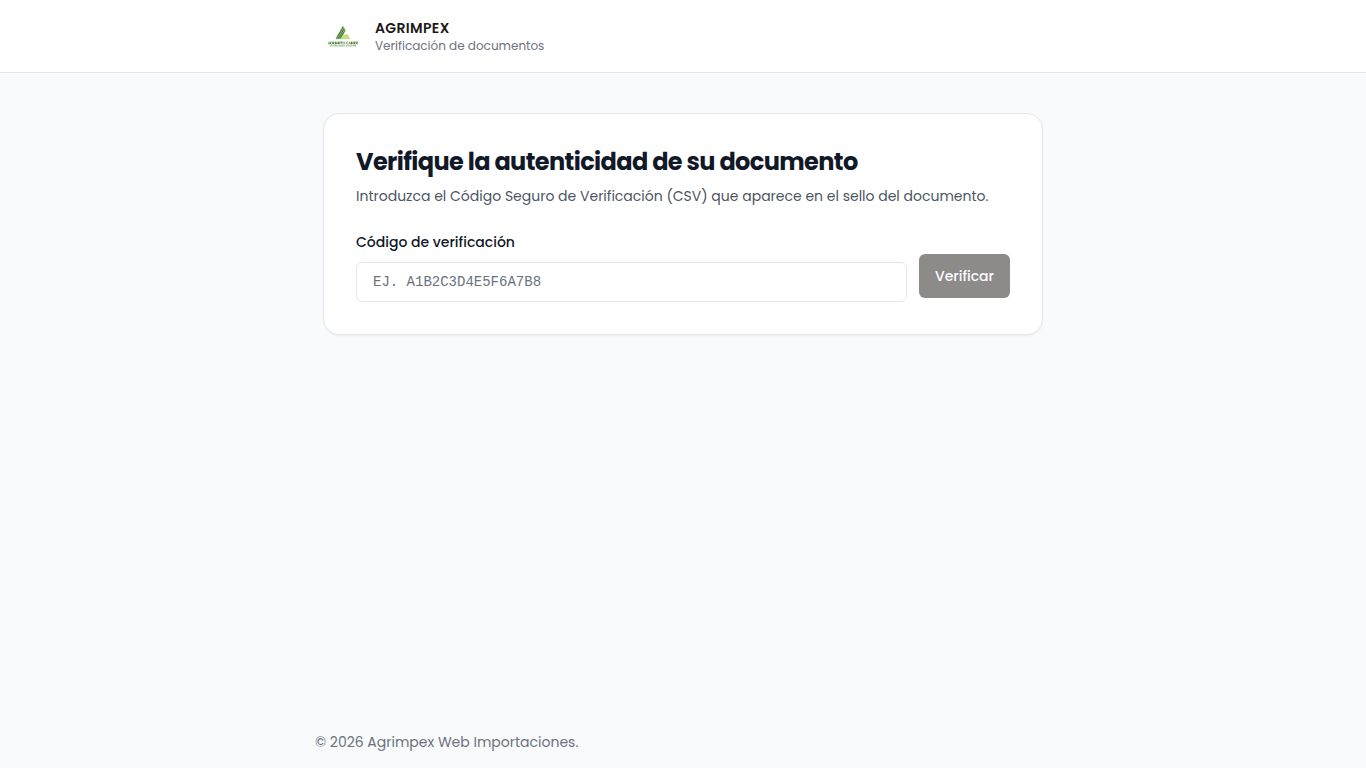 AGRIMPEX
Verificación de documentos
Verifique la autenticidad de su documento
Introduzca el Código Seguro de Verificación (CSV) que aparece en el sello del documento.
Código de verificación
EJ. A1B2C3D4E5F6A7B8
Verificar
© 2026 Agrimpex Web Importaciones.